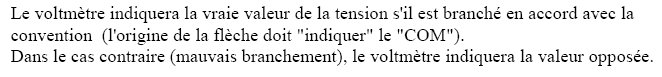 Le voltmètre indiquera la vraie valeur de la tension s'il est branché en accord avec la
convention  (l'origine de la flèche doit "indiquer" le "COM").
Dans le cas contraire (mauvais branchement), le voltmètre indiquera la valeur opposée.